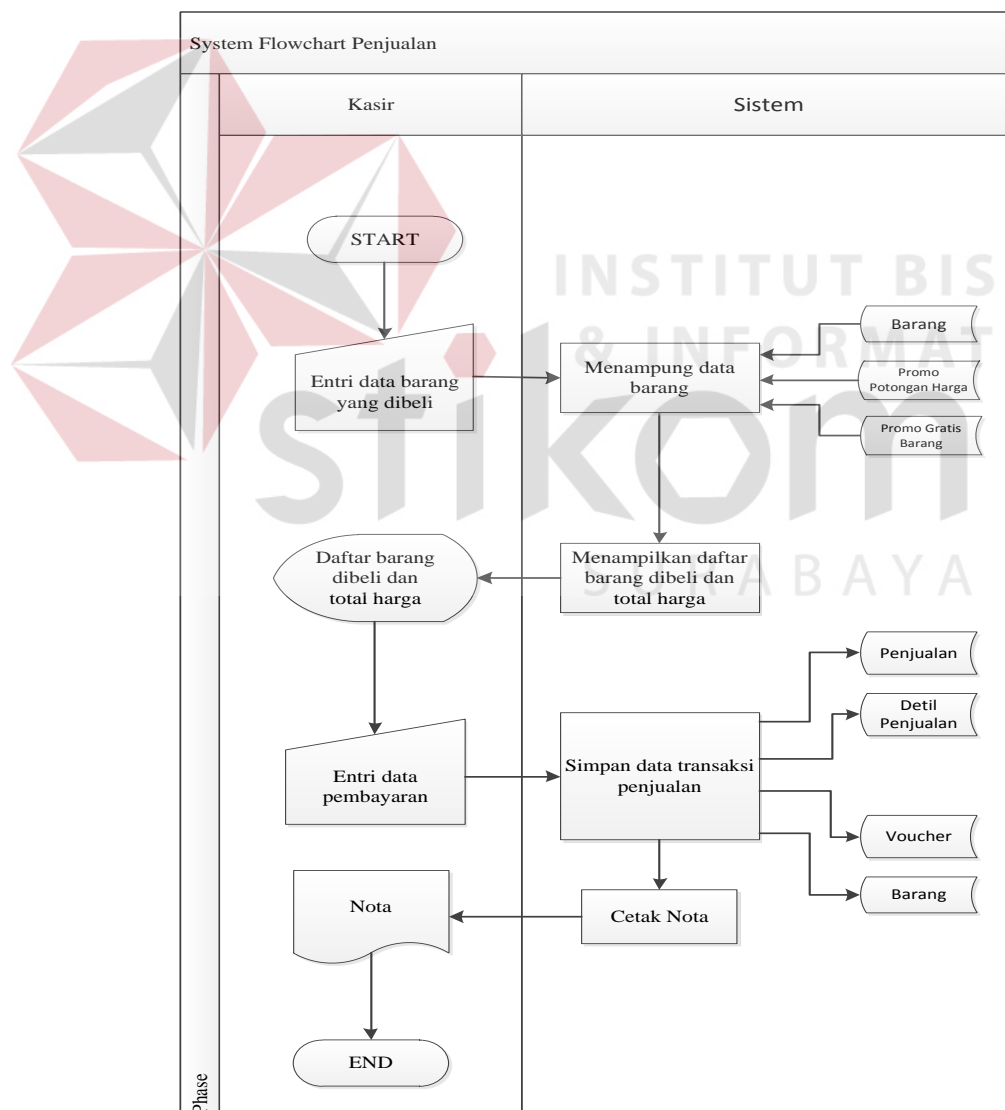 System Flowchart Penjualan
Kasir
Sistem
START
INSTITUT BIS
& INFORMAT
stikom
SURABAYA
Entri data barang
yang dibeli
Menampung data
barang
Barang
Promo
Potongan Harga
Promo Gratis
Barang
Daftar barang
dibeli dan
total harga
Menampilkan daftar
barang dibeli dan
total harga
Entri data
pembayaran
Simpan data transaksi
penjualan
Penjualan
Detil
Penjualan
Voucher
Barang
Nota
Cetak Nota
END
Phase